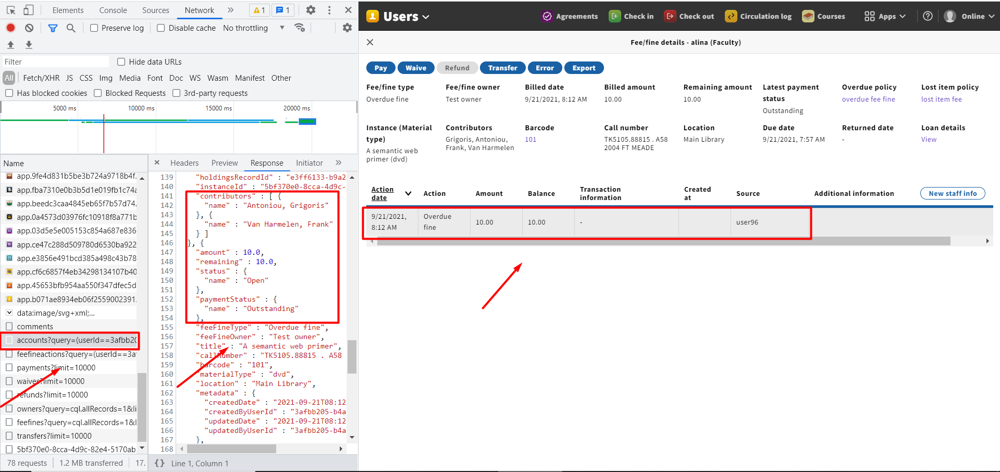 Elements Console Sources Network 1 1
Preserve log Disable cache No throttling
Filter Hide data URLs
All Fetch/XHR JS CSS Img Media Font Doc WS Wasm Manifest Other
Has blocked cookies Blocked Requests 3rd-party requests
5000 ms 10000 ms 15000 ms 20000 ms
Name
app.9fe4d831b5be3b724a9718b4f.
app.fba7310e0b3b5d1e019fb1c74a
app.beedc3caa4845eb65f7b57d74.
app.0a4573d03976fc10918f8a771b
app.03d5e5e005153c854a687e836
app.ce47c288d509780d6530ba922
app.e3856e491bcd385a498c43b78
app.cf6c6857f4eb34298134107b40
app.45653bfb954aa550f347dfec5d
app.b071ae8934eb06f2559002391.
data:image/svg+xml;...
comments
accounts?query=(userId==3afbb20
feefineactions?query=(userId==3a
payments?limit=10000
waives?limit=10000
refunds?limit=10000
owners?query=cql.allRecords=1&li
feefines?query=cql.allRecords=1&l
transfers?limit=10000
5bf370e0-8cca-4d9c-82e4-5170ab
78 requests 1.2 MB transferred 17.
Headers Preview Response Initiator
139 "holdingsRecordId" : "e3ff6133-b9a2
140 "instanceId" : "5bf370e0-8cca-4d9c-
141 "contributors" : [ {
142 "name" : "Antoniou, Grigoris"
143 }, {
144 "name" : "Van Harmelen, Frank"
145 } ]
146 }, {
147 "amount" : 10.0,
148 "remaining" : 10.0,
149 "status" : {
150 "name" : "Open"
151 },
152 "paymentStatus" : {
153 "name" : "Outstanding"
154 },
155 "feeFineType" : "Overdue fine",
156 "feeFineOwner" : "Test owner",
157 "title" : "A semantic web primer",
158 "callNumber" : "TK5105.88815 . A58
159 "barcode" : "101",
160 "materialType" : "dvd",
161 "location" : "Main Library",
162 "metadata" : {
163 "createdDate" : "2021-09-21T08:12
164 "createdByUserId" : "3afbb205-b4a
165 "updatedDate" : "2021-09-21T08:12
166 "updatedByUserId" : "3afbb205-b4a
167 },
168
{} Line 1, Column 1
Users Agreements Check in Check out Circulation log Courses Apps Online
Fee/fine details - alina (Faculty)
Pay Waive Refund Transfer Error Export
Fee/fine type Fee/fine owner Billed date Billed amount Remaining amount Latest payment status Overdue policy Lost item policy
Overdue fine Test owner 9/21/2021, 8:12 AM 10.00 10.00 Outstanding overdue fee fine lost item fee
Instance (Material type) Contributors Barcode Call number Location Due date Returned date Loan details
A semantic web primer (dvd) Grigoris, Antoniou, Frank, Van Harmelen 101 TK5105.88815 . A58 2004 FT MEADE Main Library 9/21/2021, 7:57 AM - View
Action date Action Amount Balance Transaction information Created at Source Additional information New staff info
9/21/2021, 8:12 AM Overdue fine 10.00 10.00 - user96